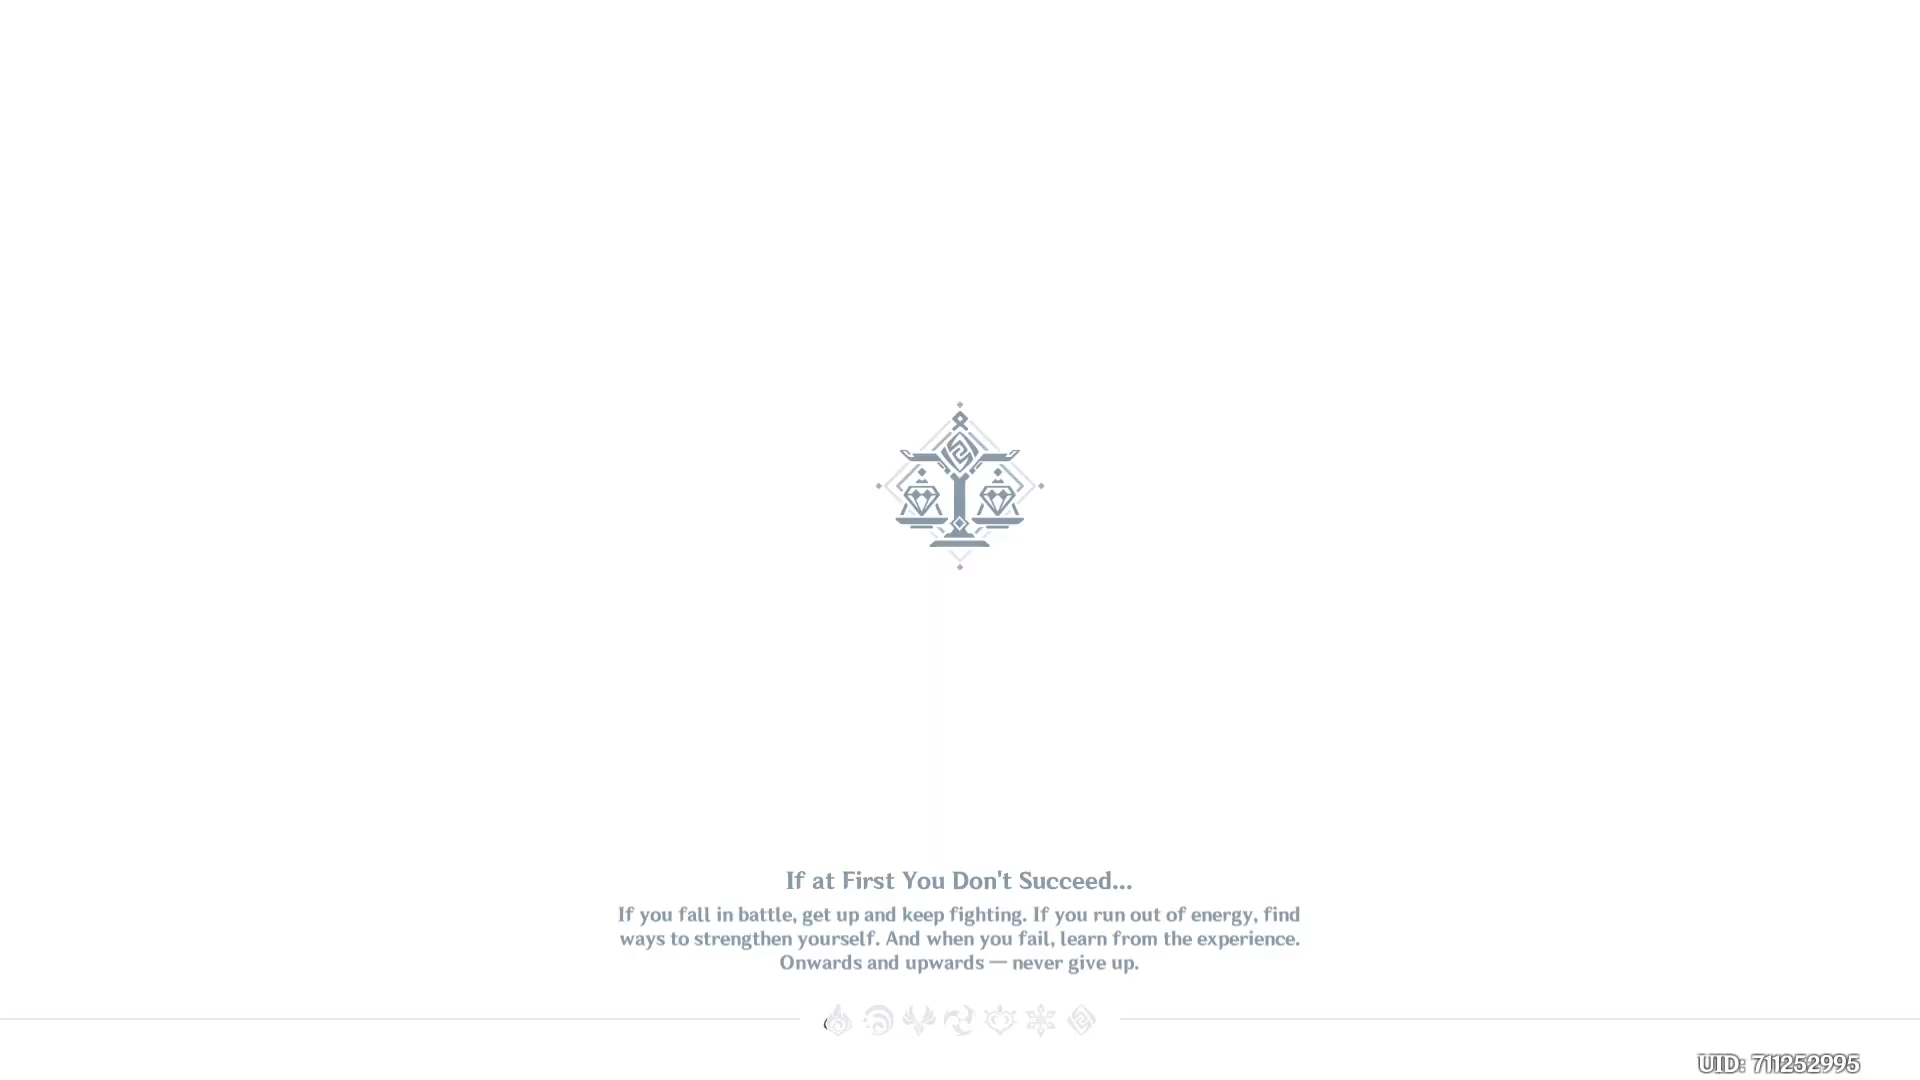 If at First You Don't Succeed...
If you fall in battle, get up and keep fighting. If you run out of energy, find
ways to strengthen yourself. And when you fail, learn from the experience.
Onwards and upwards — never give up.
UID: 711252995